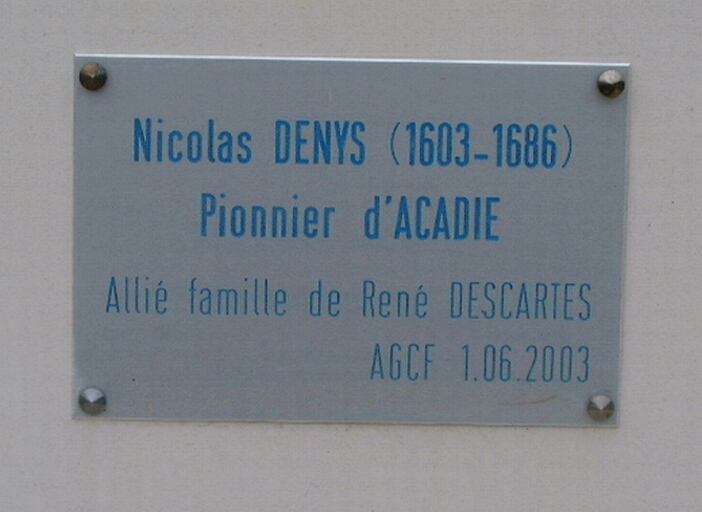 Nicolas DENYS (1603-1686)
Pionnier d'ACADIE
Allié famille de René DESCARTES
AGCF 1.06.2003